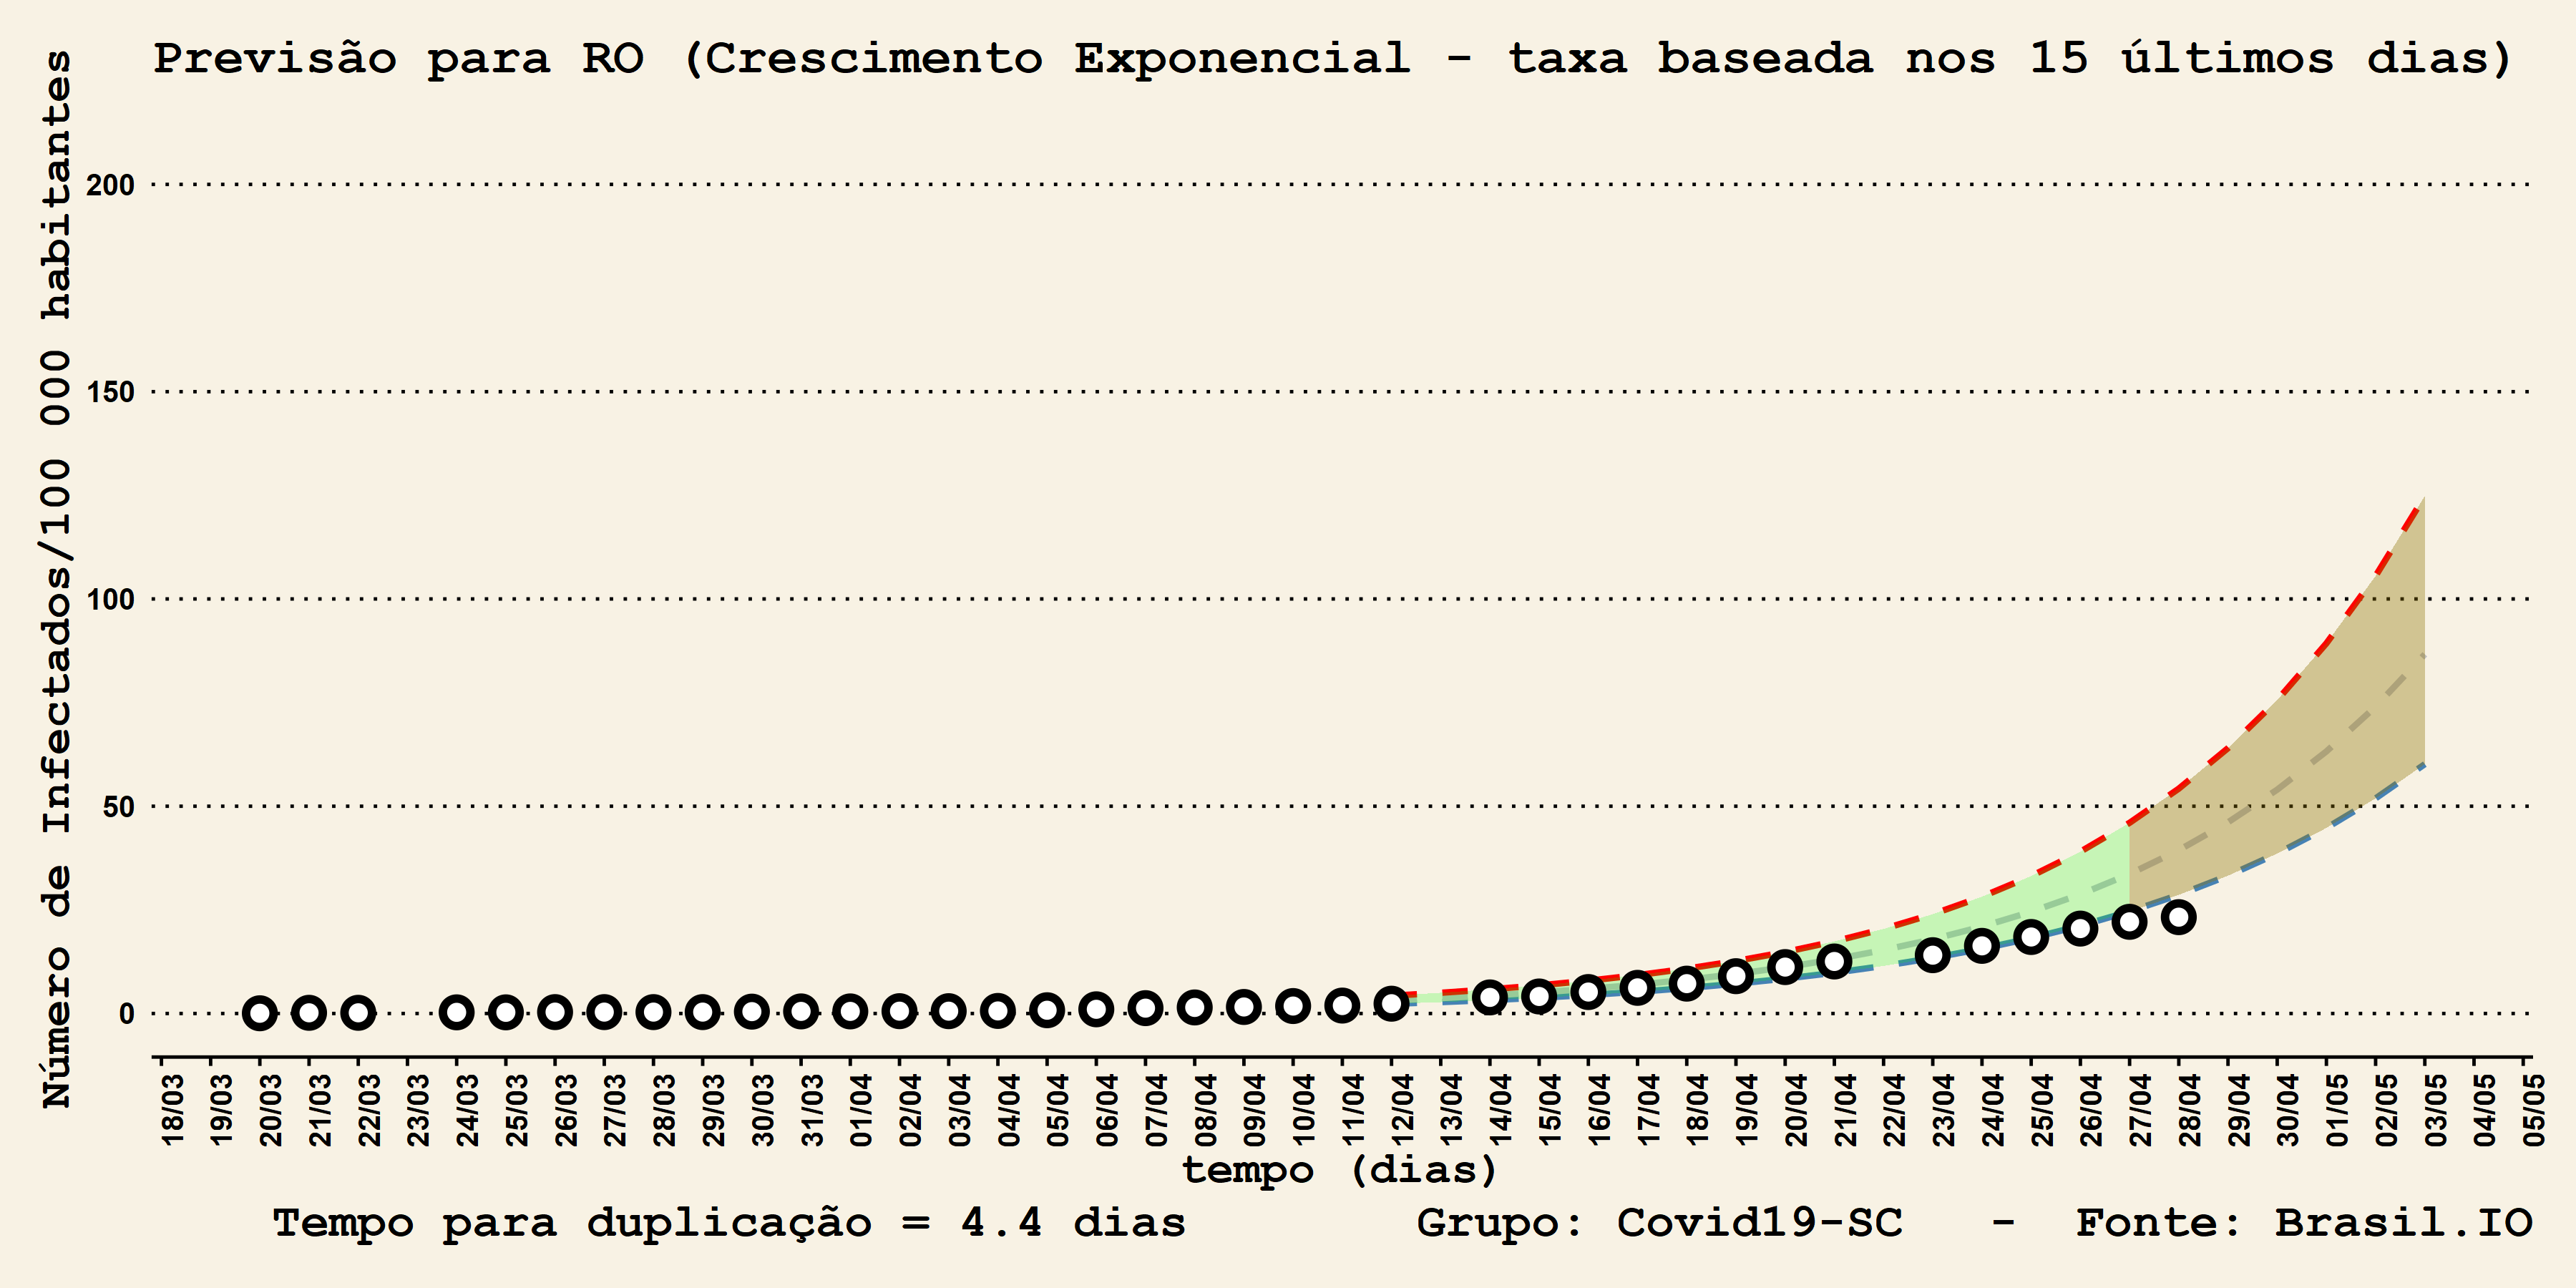 Previsão para RO (Crescimento Exponencial - taxa baseada nos 15 últimos dias)
Número de Infectados/100 000 habitantes
200
150
100
50
0
18/03 19/03 20/03 21/03 22/03 23/03 24/03 25/03 26/03 27/03 28/03 29/03 30/03 31/03 01/04 02/04 03/04 04/04 05/04 06/04 07/04 08/04 09/04 10/04 11/04 12/04 13/04 14/04 15/04 16/04 17/04 18/04 19/04 20/04 21/04 22/04 23/04 24/04 25/04 26/04 27/04 28/04 29/04 30/04 01/05 02/05 03/05 04/05 05/05
tempo (dias)
Tempo para duplicação = 4.4 dias Grupo: Covid19-SC - Fonte: Brasil.IO